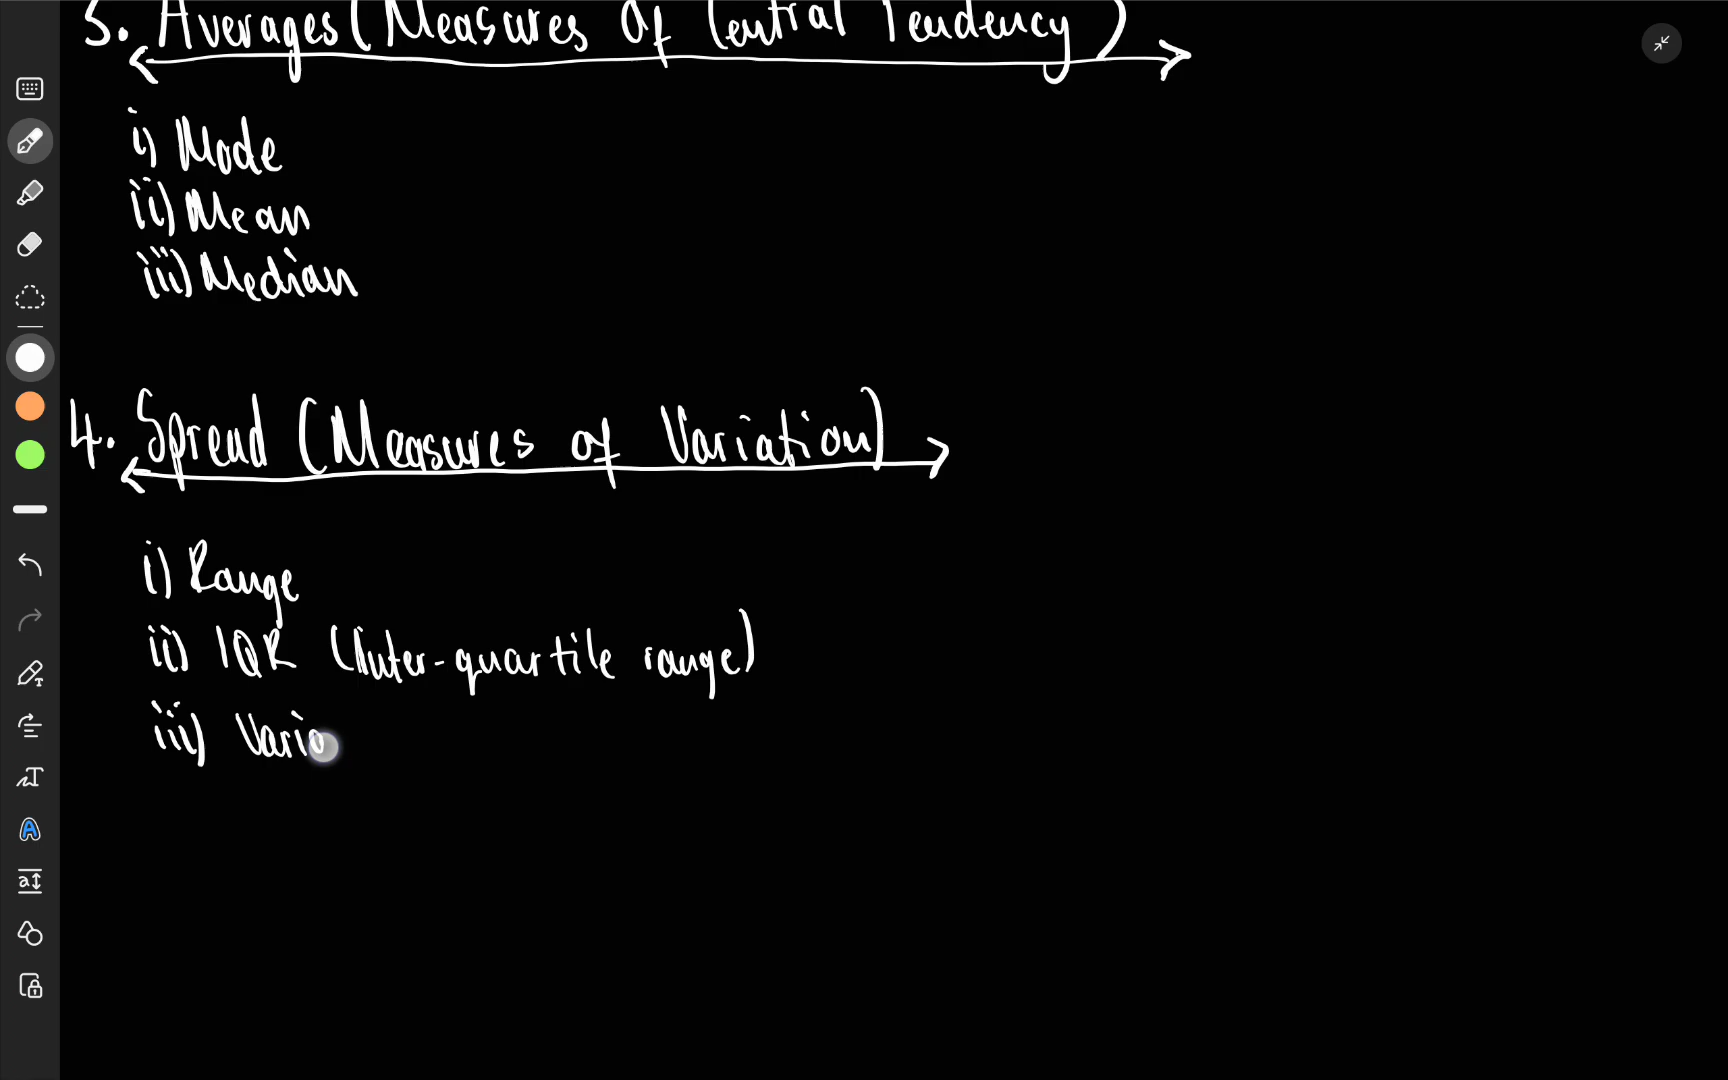 3. Averages (Measures Of Central Tendency)
i) Mode
ii) Mean
iii) Median
4. Spread (Measures of Variation)
i) Range
ii) IQR (Inter-quartile range)
iii) Vario